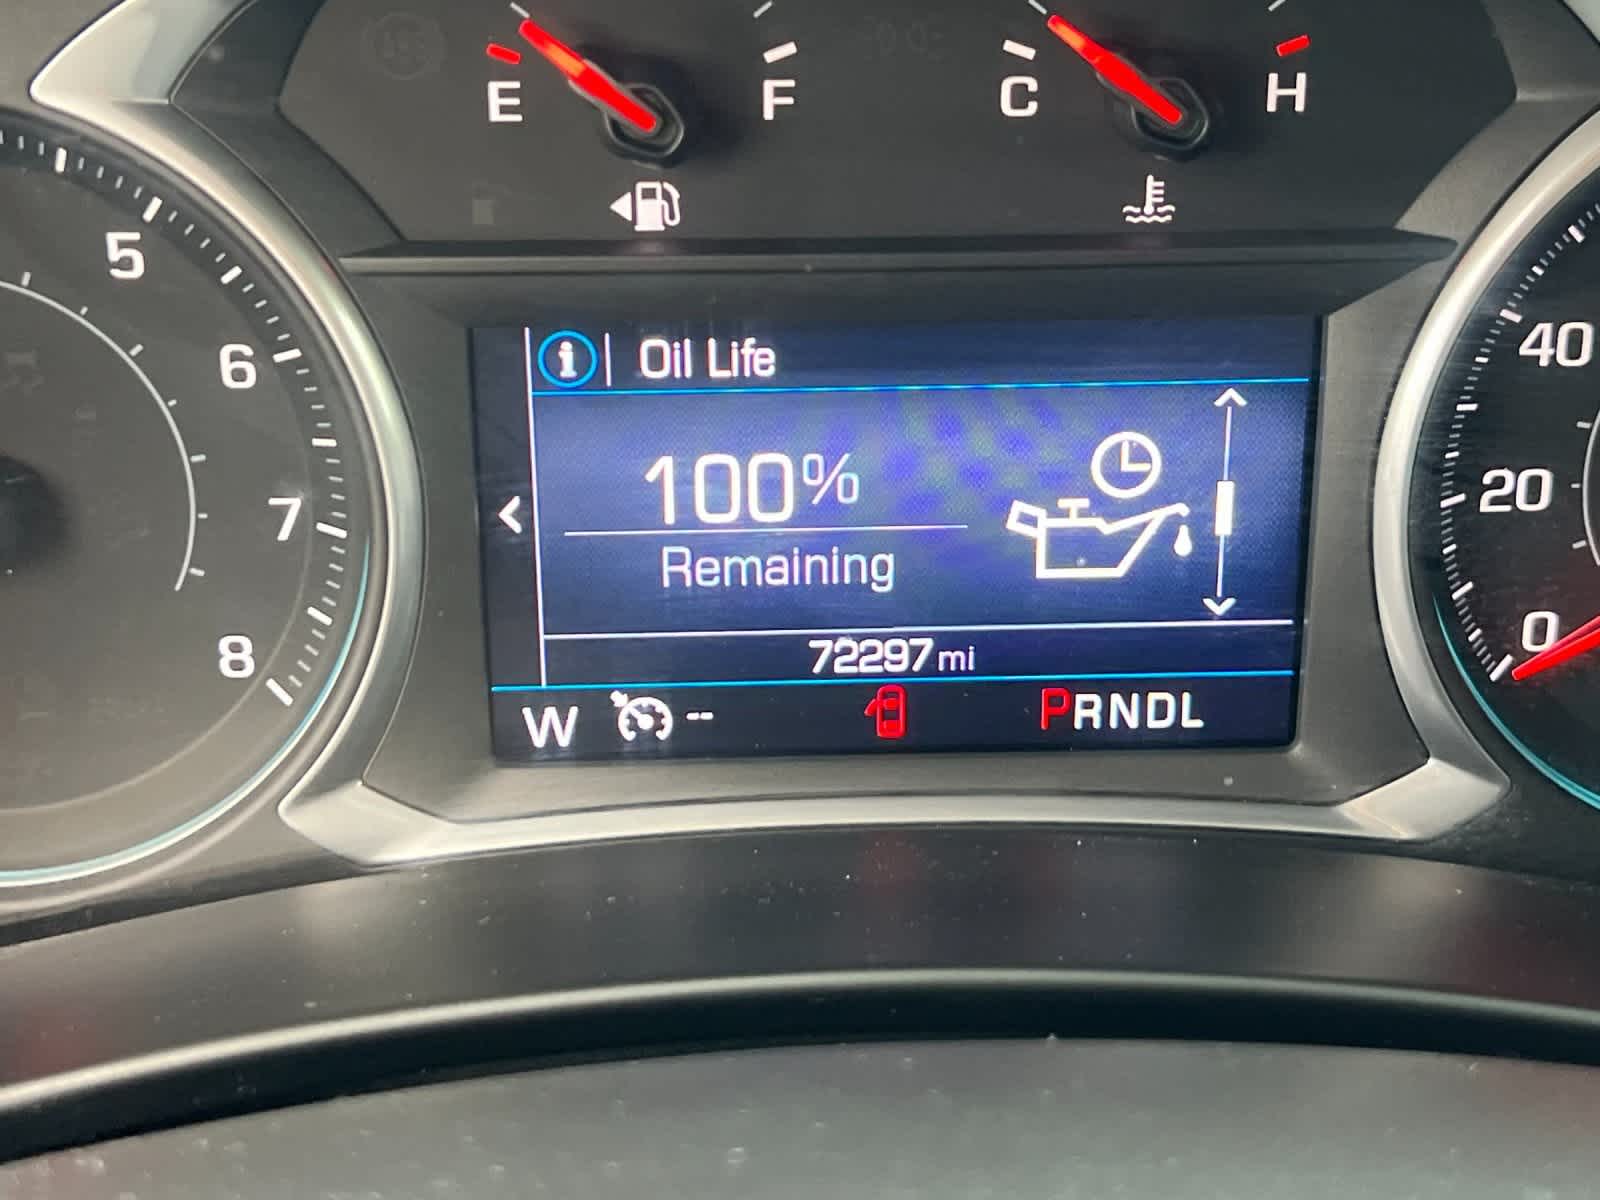 E F C H
5
6
7
8
40
20
0
Oil Life
100%
Remaining
72297 mi
W -- PRNDL